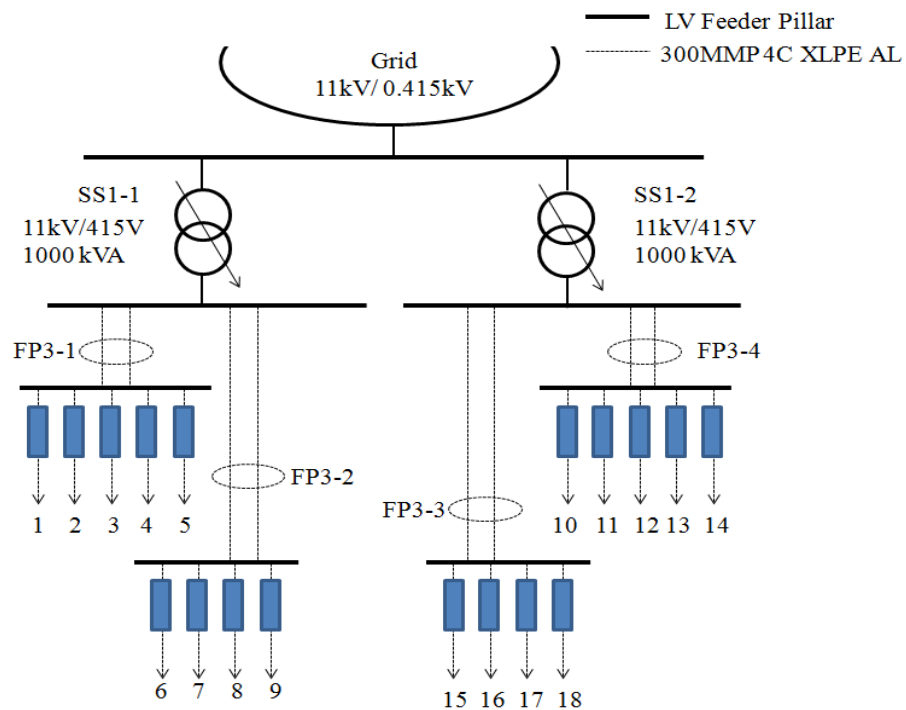 LV Feeder Pillar
300MMP 4C XLPE AL
Grid
11kV/ 0.415kV
SS1-1
11kV/415V
1000 kVA
SS1-2
11kV/415V
1000 kVA
FP3-1
FP3-4
1 2 3 4 5
10 11 12 13 14
FP3-2
FP3-3
6 7 8 9
15 16 17 18